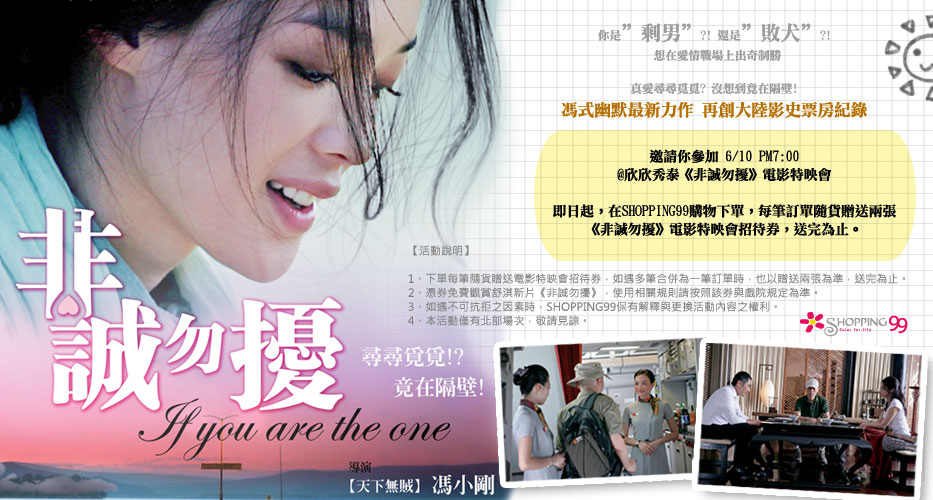 你是”剩男”?! 還是”敗犬”?!
想在愛情戰場上出奇制勝
真愛尋尋覓覓? 沒想到竟在隔壁!
馮式幽默最新力作 再創大陸影史票房紀錄
邀請你參加 6/10 PM7:00
@欣欣秀泰《非誠勿擾》電影特映會
即日起，在SHOPPING99購物下單，每筆訂單隨貨贈送兩張
《非誠勿擾》電影特映會招待券，送完為止。
【活動說明】
1、下單每筆隨貨贈送電影特映會招待券，如遇多筆合併為一筆訂單時，也以贈送兩張為準，送完為止。
2、憑券免費觀賞舒淇新片《非誠勿擾》，使用相關規則請按照該券與戲院規定為準。
3、如遇不可抗拒之因素時，SHOPPING99保有解釋與更換活動內容之權利。
4、本活動僅有北部場次，敬請見諒。
SHOPPING99
Color for life
非誠勿擾
尋尋覓覓!?
竟在隔壁!
If you are the one
導演
【天下無賊】 馮小剛